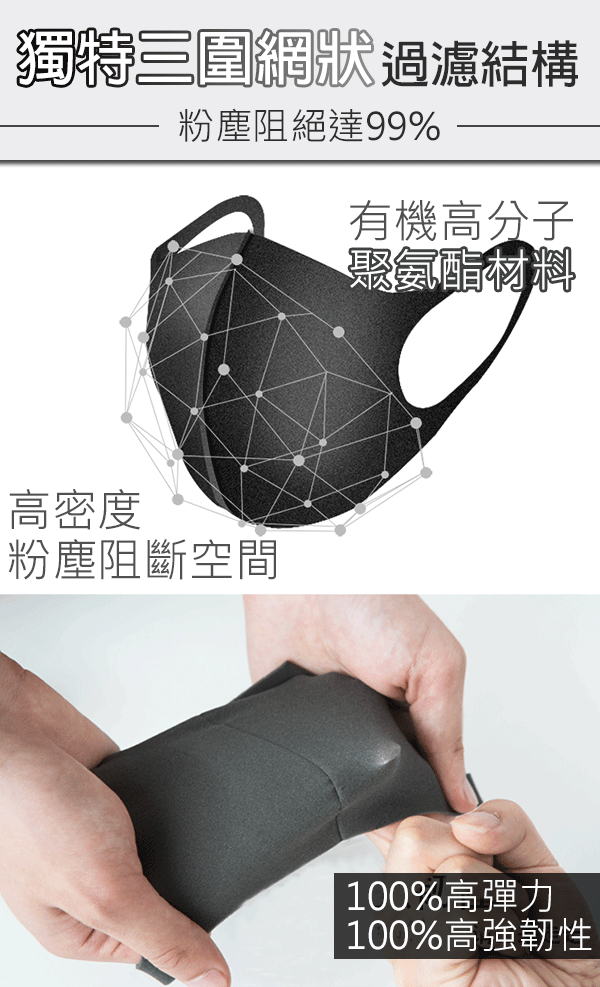 獨特三圍網狀過濾結構
粉塵阻絕達99%
有機高分子
聚氨酯材料
高密度
粉塵阻斷空間
100%高彈力
100%高強韌性